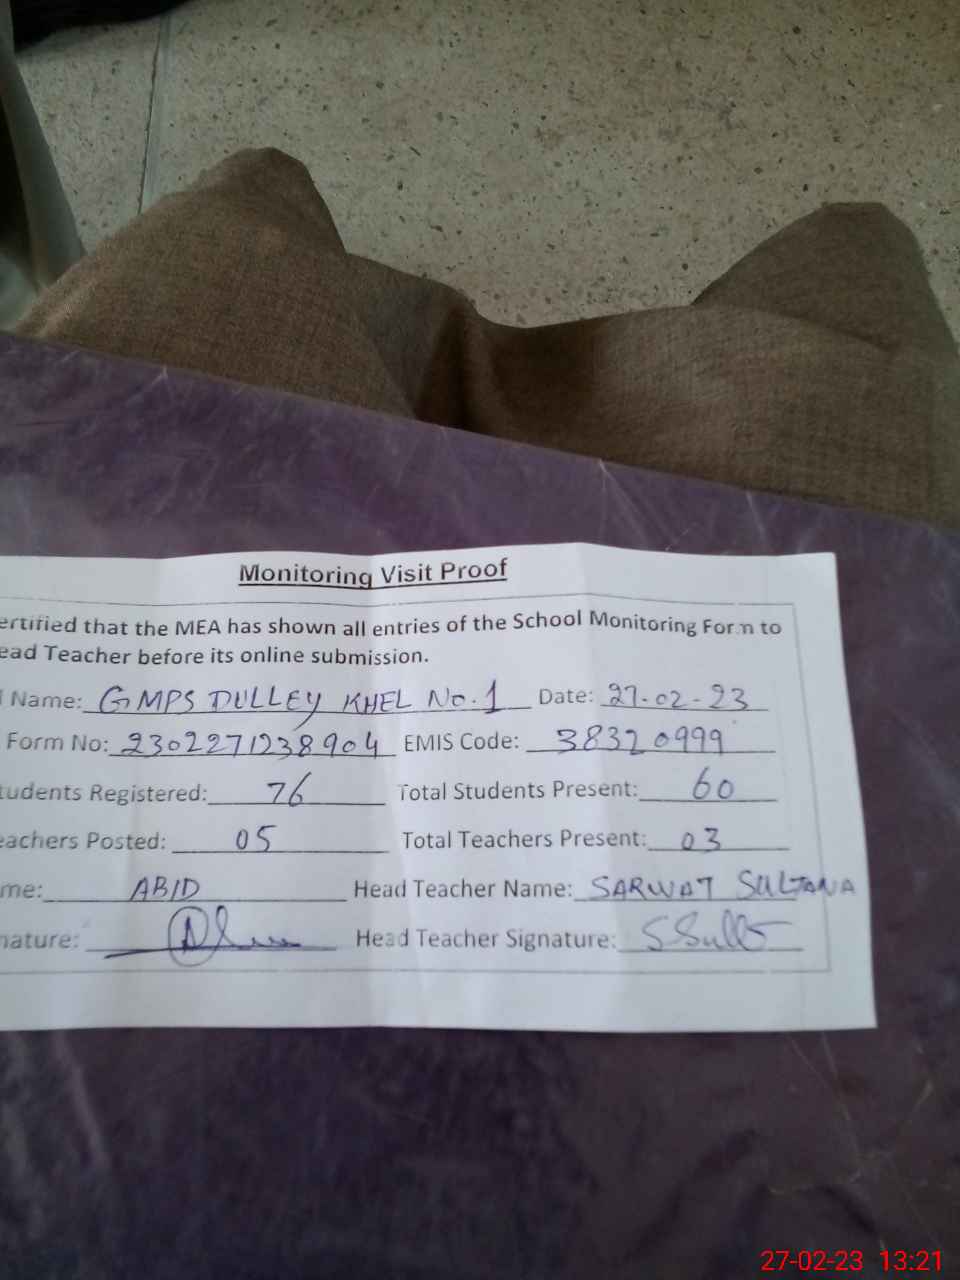 Monitoring Visit Proof
ertified that the MEA has shown all entries of the School Monitoring Form to
ead Teacher before its online submission.
Name: GMPS DULLEY KHEL No.1 Date: 27-02-23
Form No: 2302271238904 EMIS Code: 38320999
tudents Registered: 76 Total Students Present: 60
eachers Posted: 05 Total Teachers Present: 03
me: ABID Head Teacher Name: SARWAT SULTANA
nature: Head Teacher Signature:
27-02-23 13:21